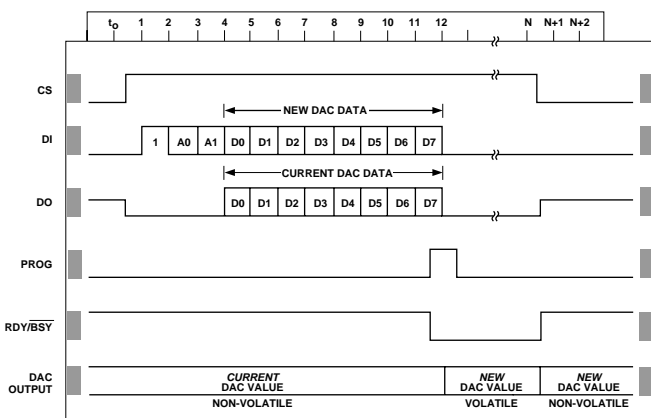 to 1 2 3 4 5 6 7 8 9 10 11 12 N N+1 N+2
CS
NEW DAC DATA
DI 1 A0 A1 D0 D1 D2 D3 D4 D5 D6 D7
CURRENT DAC DATA
DO D0 D1 D2 D3 D4 D5 D6 D7
PROG
RDY/BSY
DAC OUTPUT
CURRENT DAC VALUE
NON-VOLATILE
NEW DAC VALUE
VOLATILE
NEW DAC VALUE
NON-VOLATILE